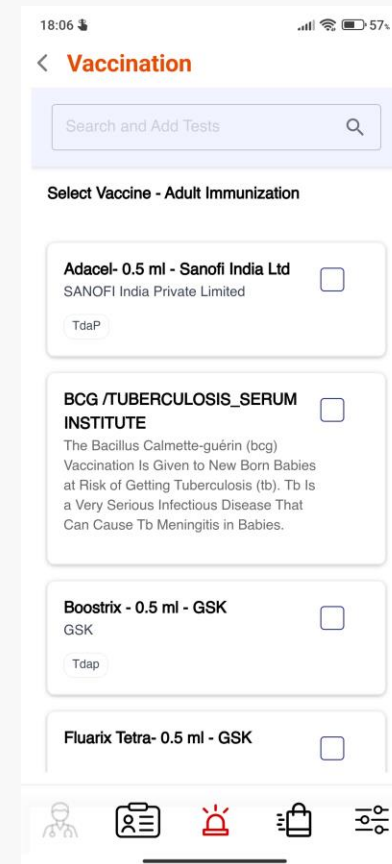 18:06
57%
Vaccination
Search and Add Tests
Select Vaccine - Adult Immunization
Adacel- 0.5 ml - Sanofi India Ltd
SANOFI India Private Limited
TdaP
BCG /TUBERCULOSIS_SERUM
INSTITUTE
The Bacillus Calmette-guérin (bcg)
Vaccination Is Given to New Born Babies
at Risk of Getting Tuberculosis (tb). Tb Is
a Very Serious Infectious Disease That
Can Cause Tb Meningitis in Babies.
Boostrix - 0.5 ml - GSK
GSK
Tdap
Fluarix Tetra- 0.5 ml - GSK